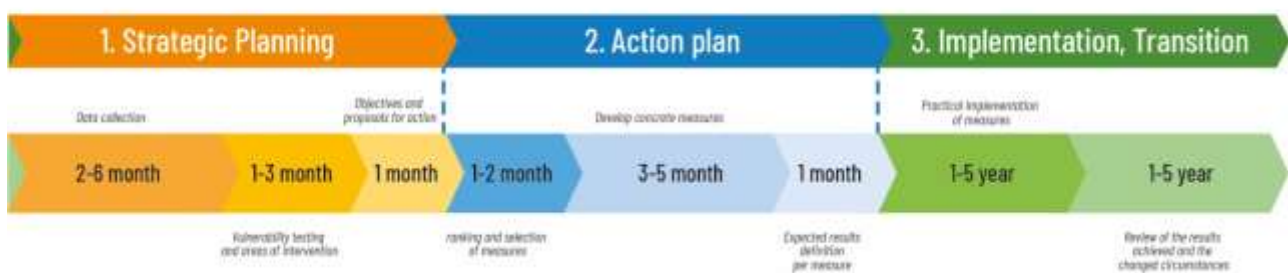 1. Strategic Planning
2. Action plan
3. Implementation, Transition
Data collection
Objectives and
proposals for action
Develop concrete measures
Practical implementation
of measures
2-6 month
1-3 month
1 month
1-2 month
3-5 month
1 month
1-5 year
1-5 year
Vulnerability testing
and areas of intervention
ranking and selection
of measures
Expected results
definition
per measure
Review of the results
achieved and the
changed circumstances